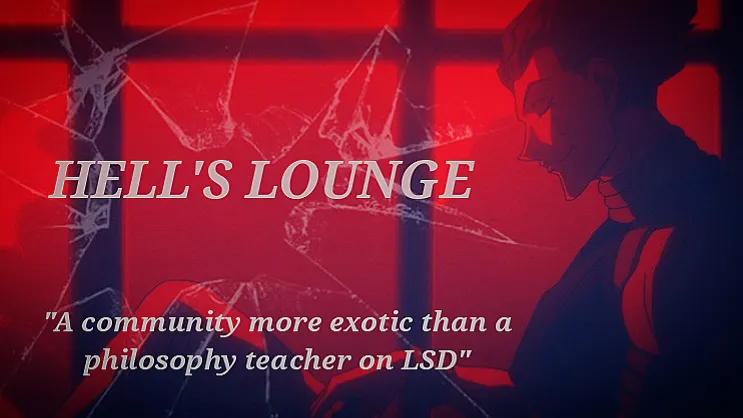 HELL'S LOUNGE
"A community more exotic than a
philosophy teacher on LSD"